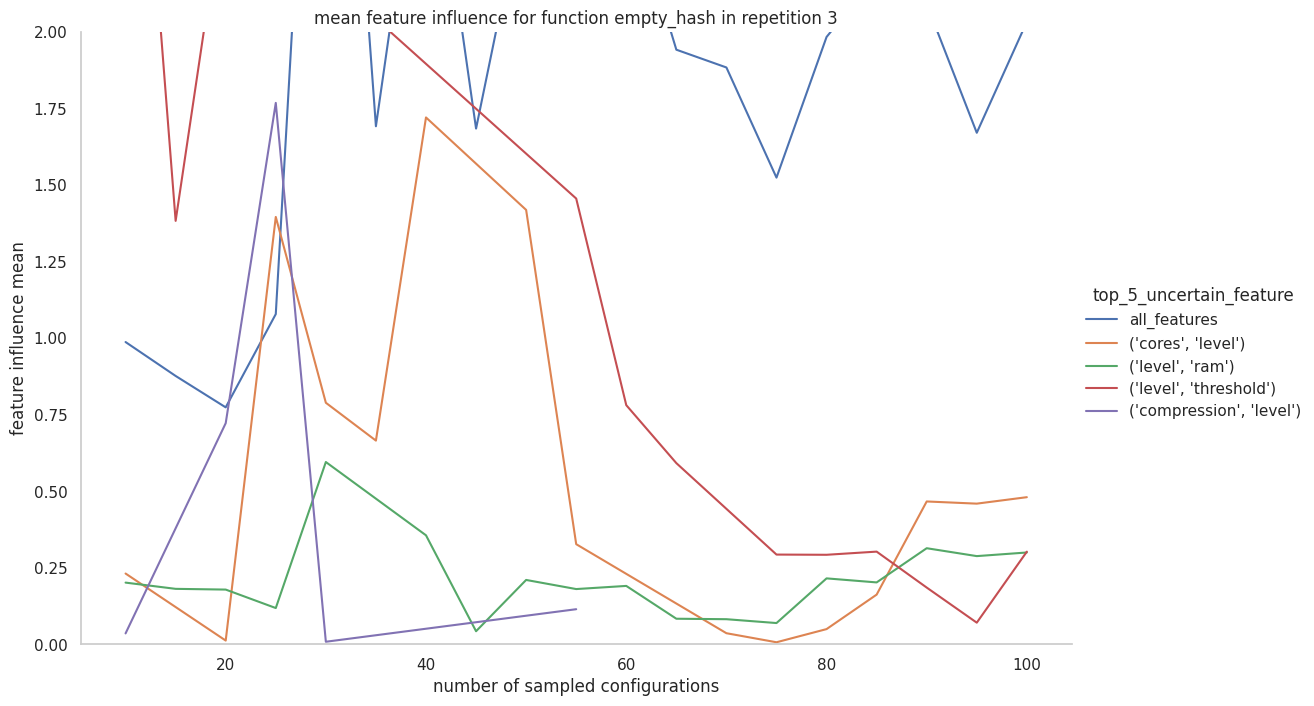 mean feature influence for function empty_hash in repetition 3
2.00
1.75
1.50
1.25
1.00
0.75
0.50
0.25
0.00
feature influence mean
20 40 60 80 100
number of sampled configurations
top_5_uncertain_feature
all_features
('cores', 'level')
('level', 'ram')
('level', 'threshold')
('compression', 'level')